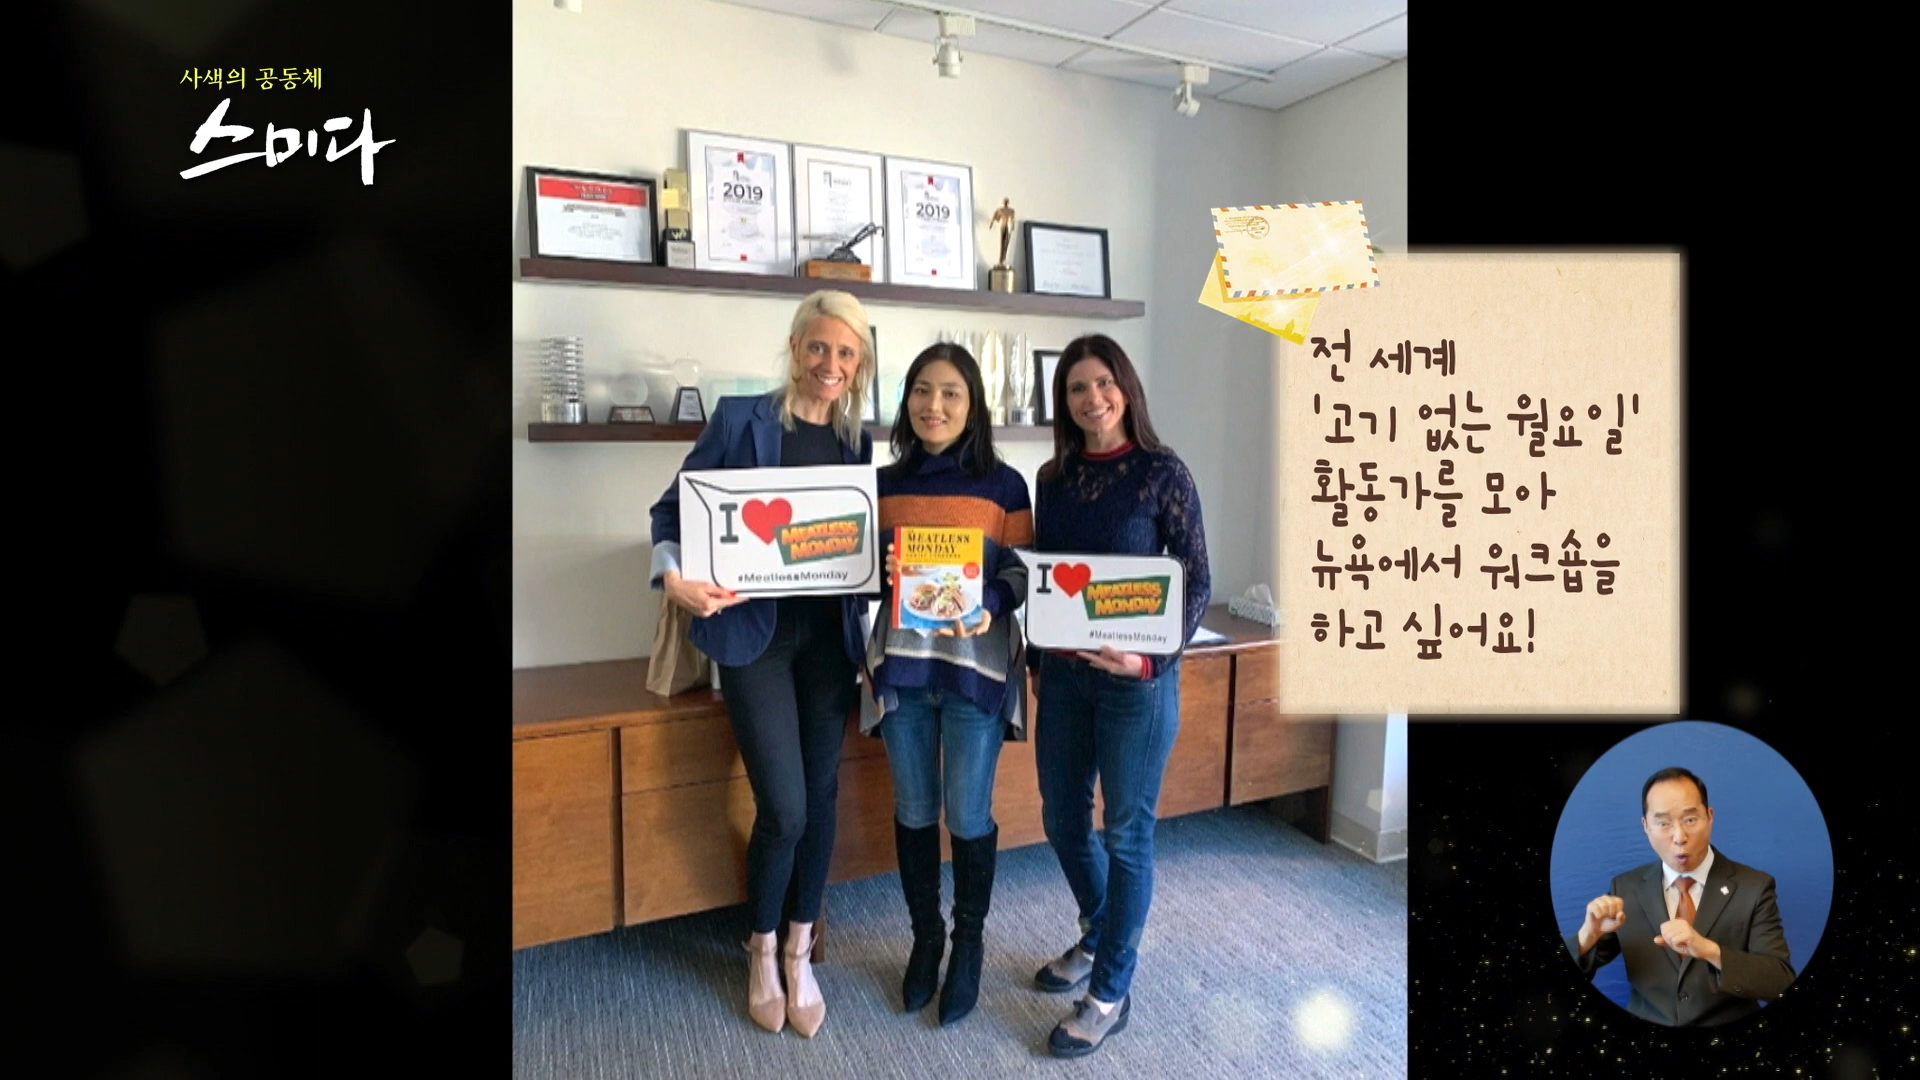 사색의 공동체
스미다
2019
2019
I ♥ MEATLESS MONDAY
#MeatlessMonday
MEATLESS MONDAY
I ♥ MEATLESS MONDAY
#MeatlessMonday
전 세계
'고기 없는 월요일'
활동가를 모아
뉴욕에서 워크숍을
하고 싶어요!